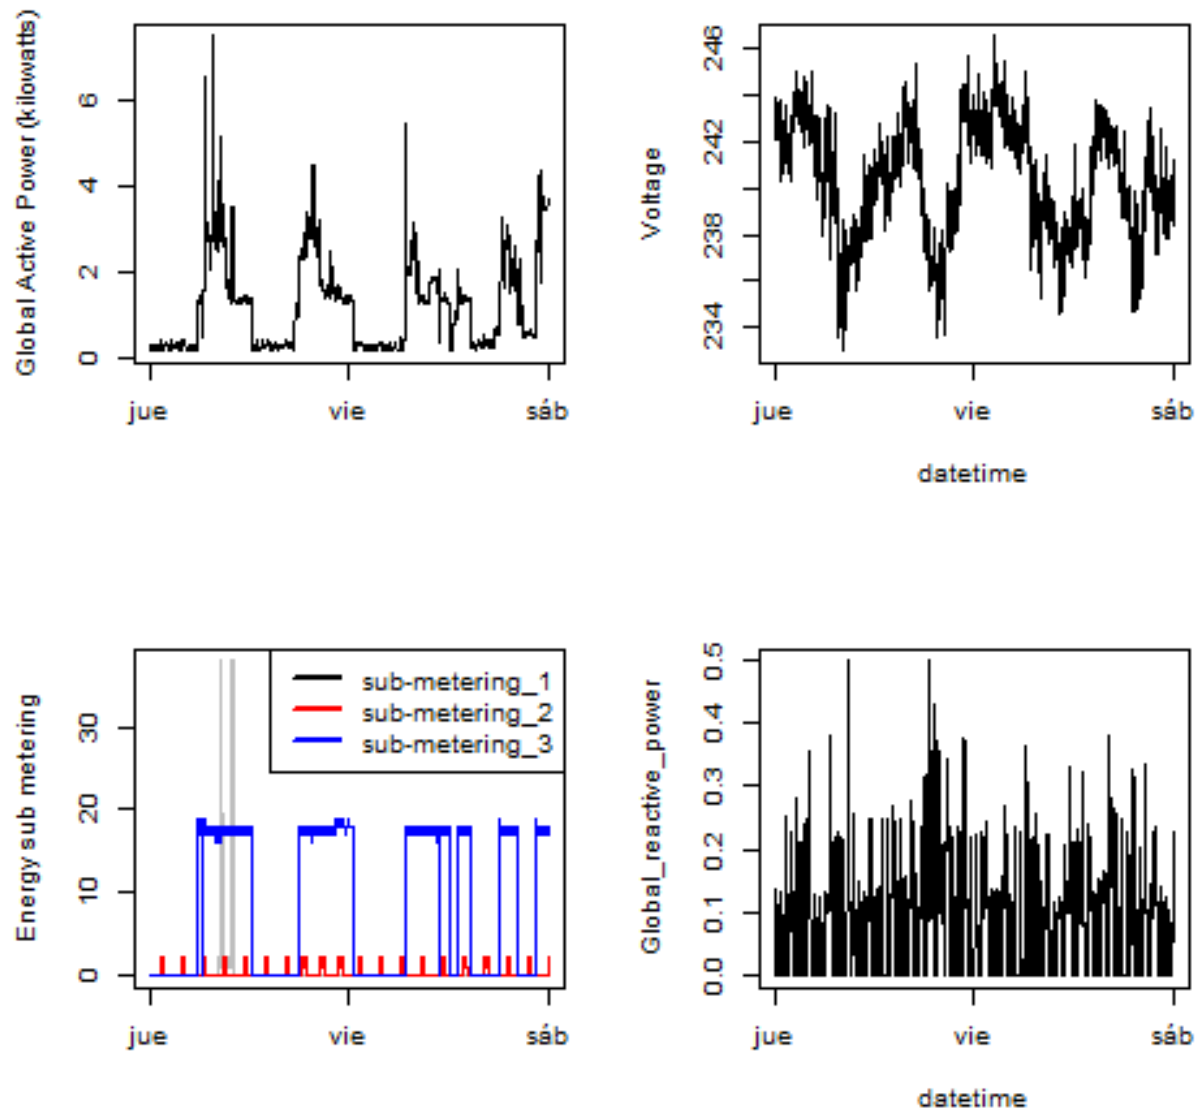 Global Active Power (kilowatts)
0
2
4
6
jue
vie
sáb
Voltage
234
238
242
246
jue
vie
sáb
datetime
Energy sub metering
0
10
20
30
sub-metering_1
sub-metering_2
sub-metering_3
jue
vie
sáb
Global_reactive_power
0.0
0.1
0.2
0.3
0.4
0.5
jue
vie
sáb
datetime